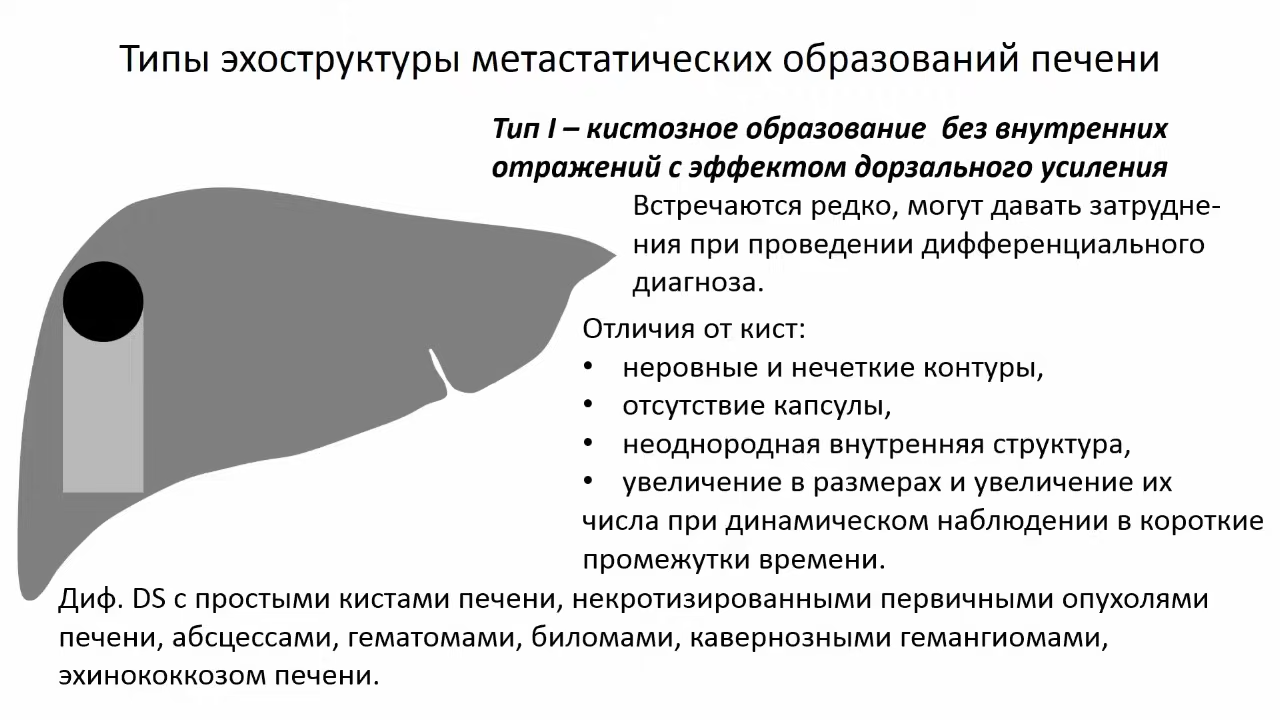 Типы эхоструктуры метастатических образований печени
Тип I – кистозное образование без внутренних
отражений с эффектом дорзального усиления
Встречаются редко, могут давать затрудне-
ния при проведении дифференциального
диагноза.
Отличия от кист:
• неровные и нечеткие контуры,
• отсутствие капсулы,
• неоднородная внутренняя структура,
• увеличение в размерах и увеличение их
числа при динамическом наблюдении в короткие
промежутки времени.
Диф. DS с простыми кистами печени, некротизированными первичными опухолями
печени, абсцессами, гематомами, биломами, кавернозными гемангиомами,
эхинококкозом печени.